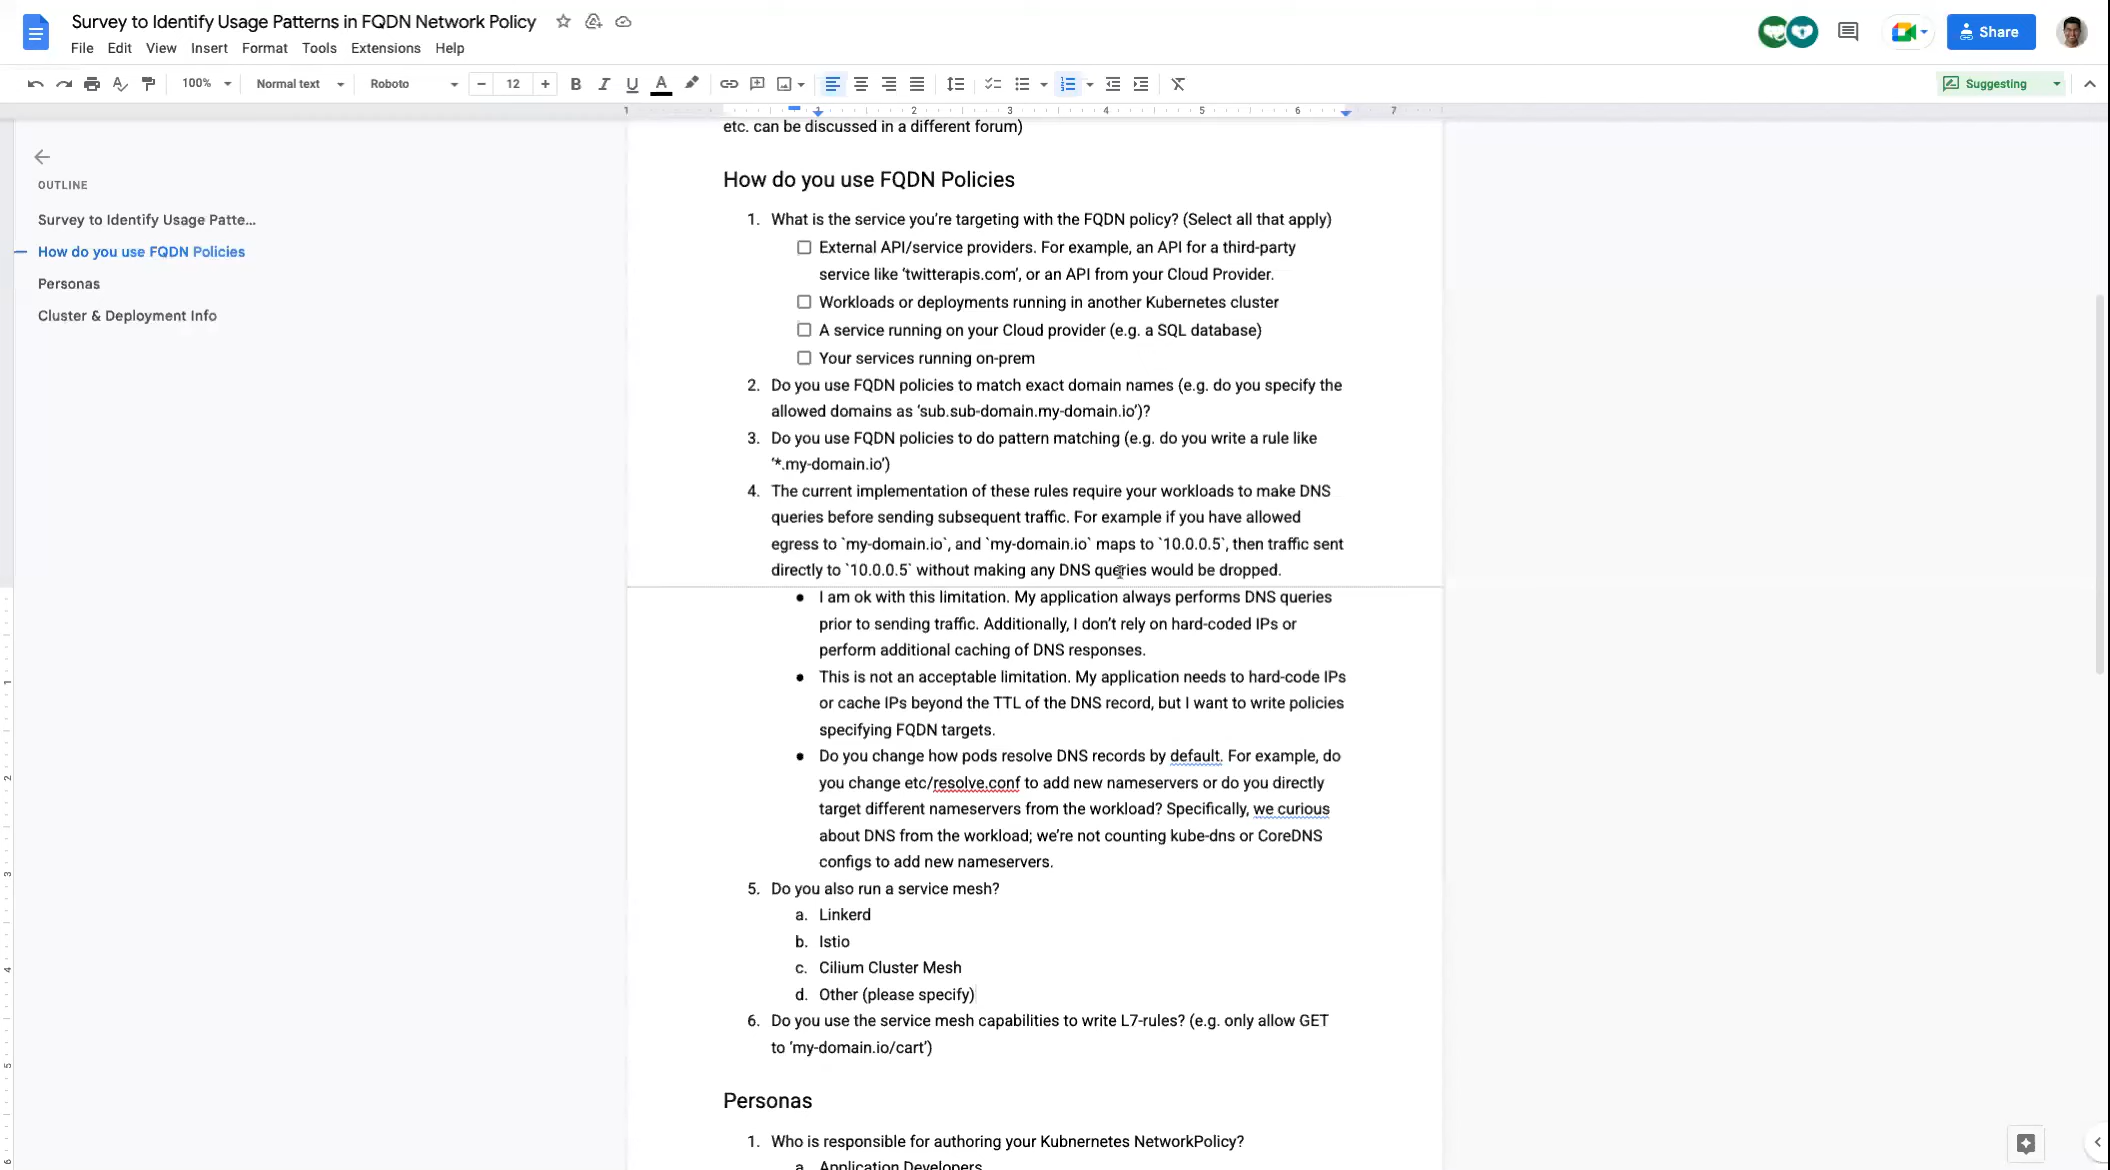 Survey to Identify Usage Patterns in FQDN Network Policy
File Edit View Insert Format Tools Extensions Help
Share
100% Normal text Roboto − 12 + B I U A Suggesting
1 1 2 3 4 5 6 7
OUTLINE
Survey to Identify Usage Patte...
How do you use FQDN Policies
Personas
Cluster & Deployment Info
etc. can be discussed in a different forum)
How do you use FQDN Policies
1. What is the service you’re targeting with the FQDN policy? (Select all that apply)
External API/service providers. For example, an API for a third-party
service like ‘twitterapis.com’, or an API from your Cloud Provider.
Workloads or deployments running in another Kubernetes cluster
A service running on your Cloud provider (e.g. a SQL database)
Your services running on-prem
2. Do you use FQDN policies to match exact domain names (e.g. do you specify the
allowed domains as ‘sub.sub-domain.my-domain.io’)?
3. Do you use FQDN policies to do pattern matching (e.g. do you write a rule like
‘*.my-domain.io’)
4. The current implementation of these rules require your workloads to make DNS
queries before sending subsequent traffic. For example if you have allowed
egress to `my-domain.io`, and `my-domain.io` maps to `10.0.0.5`, then traffic sent
directly to `10.0.0.5` without making any DNS queries would be dropped.
● I am ok with this limitation. My application always performs DNS queries
prior to sending traffic. Additionally, I don’t rely on hard-coded IPs or
perform additional caching of DNS responses.
● This is not an acceptable limitation. My application needs to hard-code IPs
or cache IPs beyond the TTL of the DNS record, but I want to write policies
specifying FQDN targets.
● Do you change how pods resolve DNS records by default. For example, do
you change etc/resolve.conf to add new nameservers or do you directly
target different nameservers from the workload? Specifically, we curious
about DNS from the workload; we’re not counting kube-dns or CoreDNS
configs to add new nameservers.
5. Do you also run a service mesh?
a. Linkerd
b. Istio
c. Cilium Cluster Mesh
d. Other (please specify)
6. Do you use the service mesh capabilities to write L7-rules? (e.g. only allow GET
to ‘my-domain.io/cart’)
Personas
1. Who is responsible for authoring your Kubnernetes NetworkPolicy?
a. Application Developers
1
2
3
4
5
6